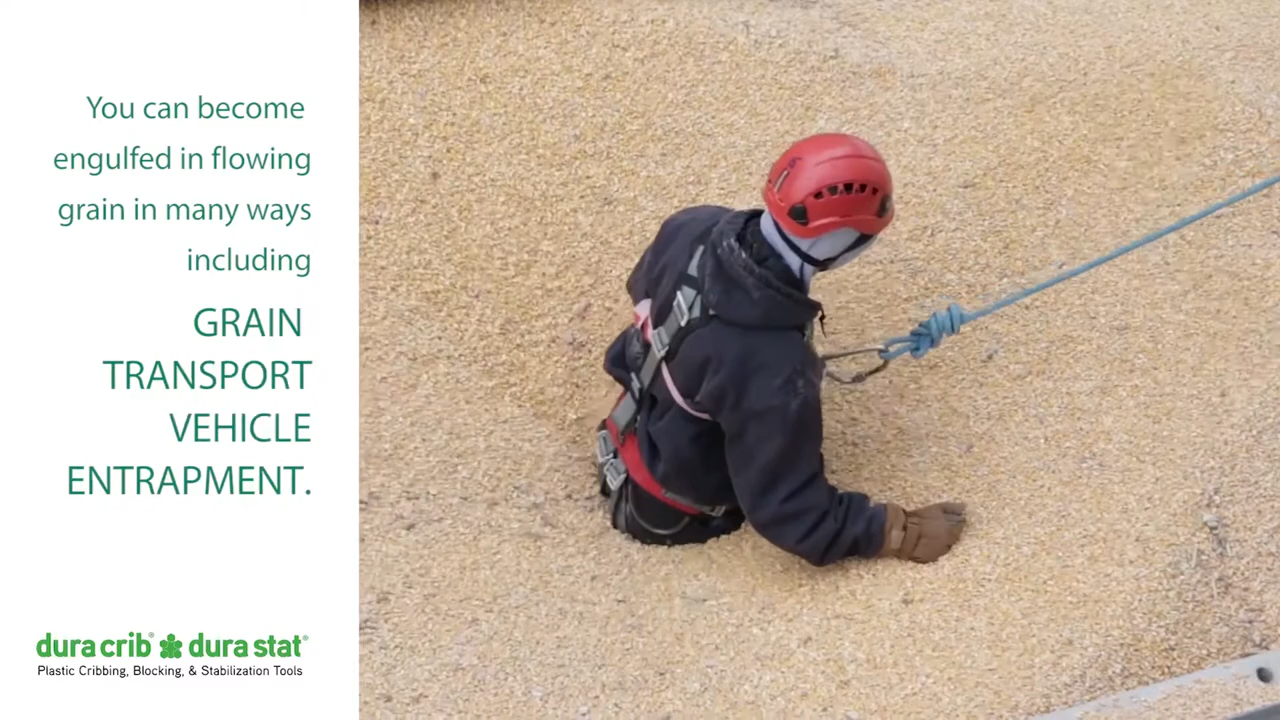 You can become
engulfed in flowing
grain in many ways
including
GRAIN
TRANSPORT
VEHICLE
ENTRAPMENT.
dura crib® dura stat®
Plastic Cribbing, Blocking, & Stabilization Tools